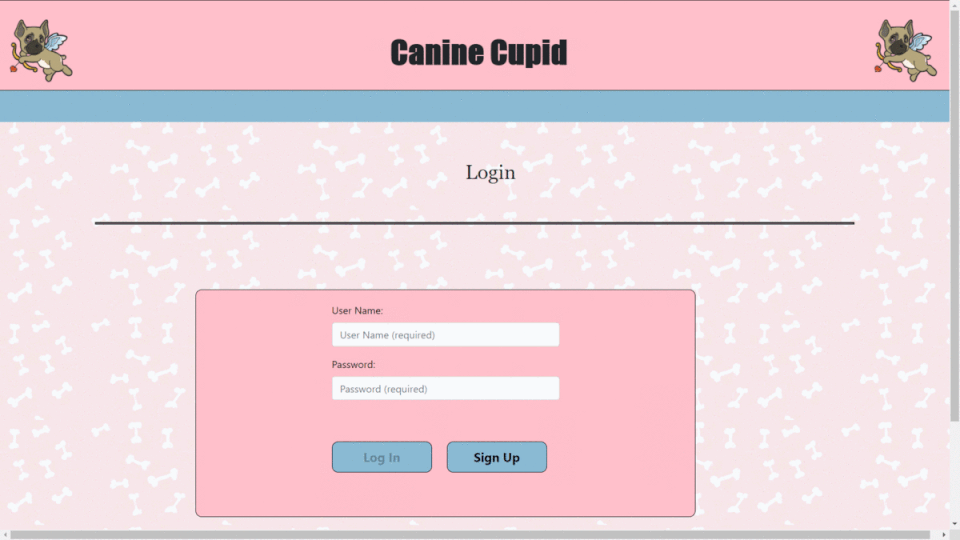 Canine Cupid
Login
User Name:
User Name (required)
Password:
Password (required)
Log In Sign Up